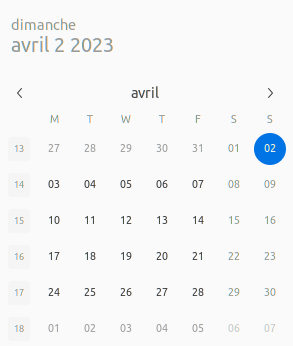 dimanche
avril 2 2023
avril
M T W T F S S
13 27 28 29 30 31 01 02
14 03 04 05 06 07 08 09
15 10 11 12 13 14 15 16
16 17 18 19 20 21 22 23
17 24 25 26 27 28 29 30
18 01 02 03 04 05 06 07